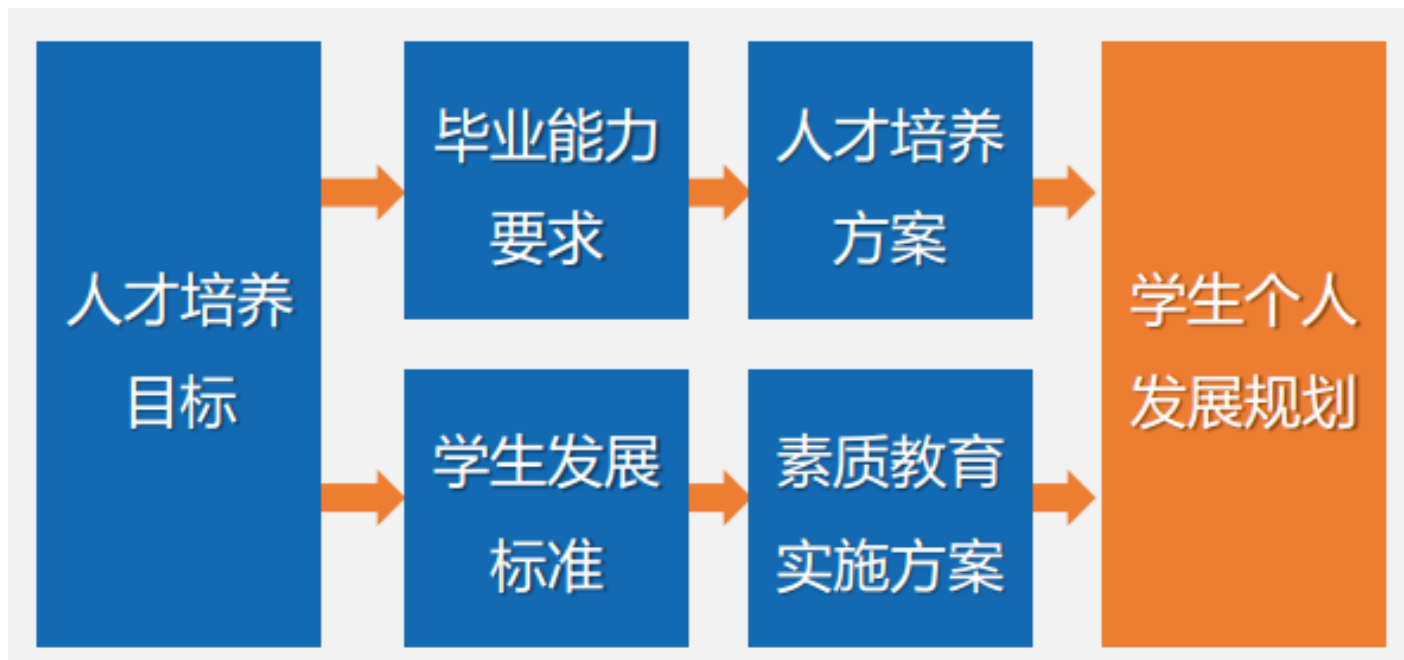 人才培养
目标
毕业能力
要求
人才培养
方案
学生发展
标准
素质教育
实施方案
学生个人
发展规划